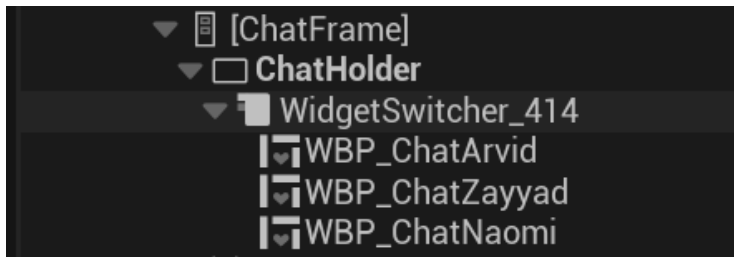 [ChatFrame]
ChatHolder
WidgetSwitcher_414
WBP_ChatArvid
WBP_ChatZayyad
WBP_ChatNaomi